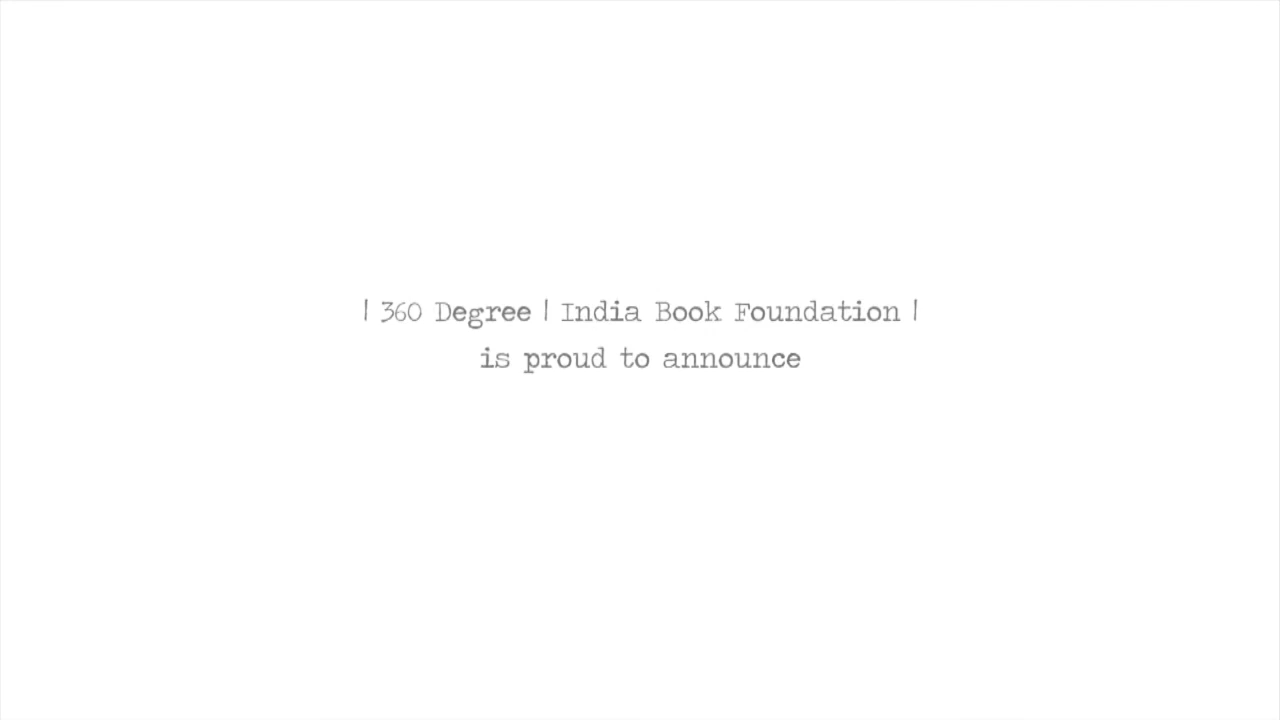 | 360 Degree | India Book Foundation |
is proud to announce